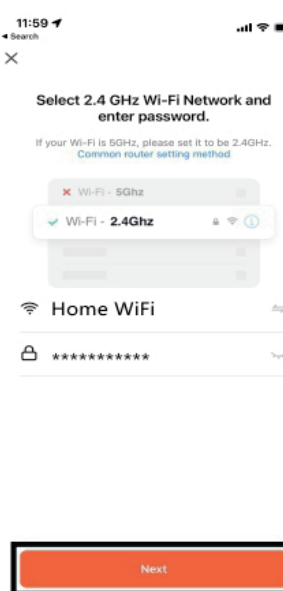 11:59
Search
Select 2.4 GHz Wi-Fi Network and
enter password.
If your Wi-Fi is 5GHz, please set it to be 2.4GHz.
Common router setting method
Wi-Fi - 5Ghz
Wi-Fi - 2.4Ghz
Home WiFi
***********
Next